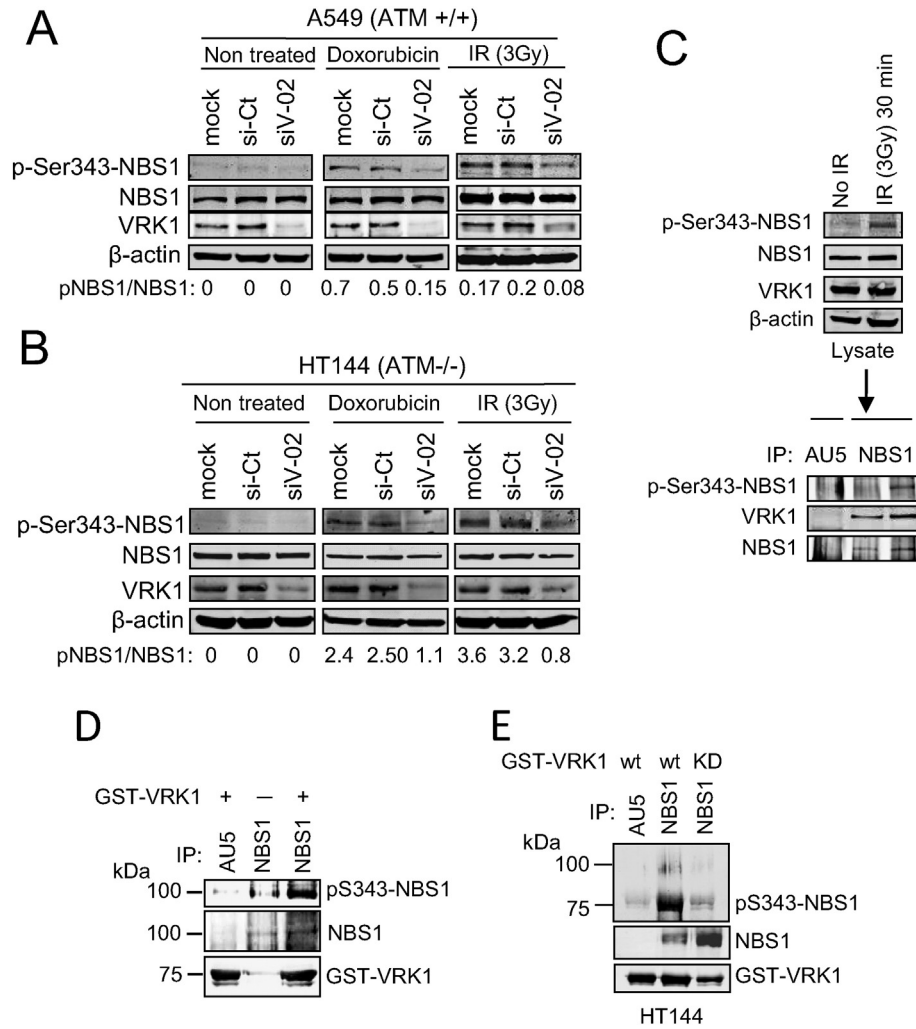 A
A549 (ATM +/+)
Non treated Doxorubicin IR (3Gy)
mock si-Ct siV-02 mock si-Ct siV-02 mock si-Ct siV-02
p-Ser343-NBS1
NBS1
VRK1
β-actin
pNBS1/NBS1: 0 0 0 0.7 0.5 0.15 0.17 0.2 0.08
B
HT144 (ATM-/-)
Non treated Doxorubicin IR (3Gy)
mock si-Ct siV-02 mock si-Ct siV-02 mock si-Ct siV-02
p-Ser343-NBS1
NBS1
VRK1
β-actin
pNBS1/NBS1: 0 0 0 2.4 2.50 1.1 3.6 3.2 0.8
C
No IR IR (3Gy) 30 min
p-Ser343-NBS1
NBS1
VRK1
β-actin
Lysate
IP: AU5 NBS1
p-Ser343-NBS1
VRK1
NBS1
D
GST-VRK1 + – +
IP: AU5 NBS1 NBS1
kDa
100 pS343-NBS1
100 NBS1
75 GST-VRK1
E
GST-VRK1 wt wt KD
IP: AU5 NBS1 NBS1
kDa
100
75 pS343-NBS1
NBS1
GST-VRK1
HT144